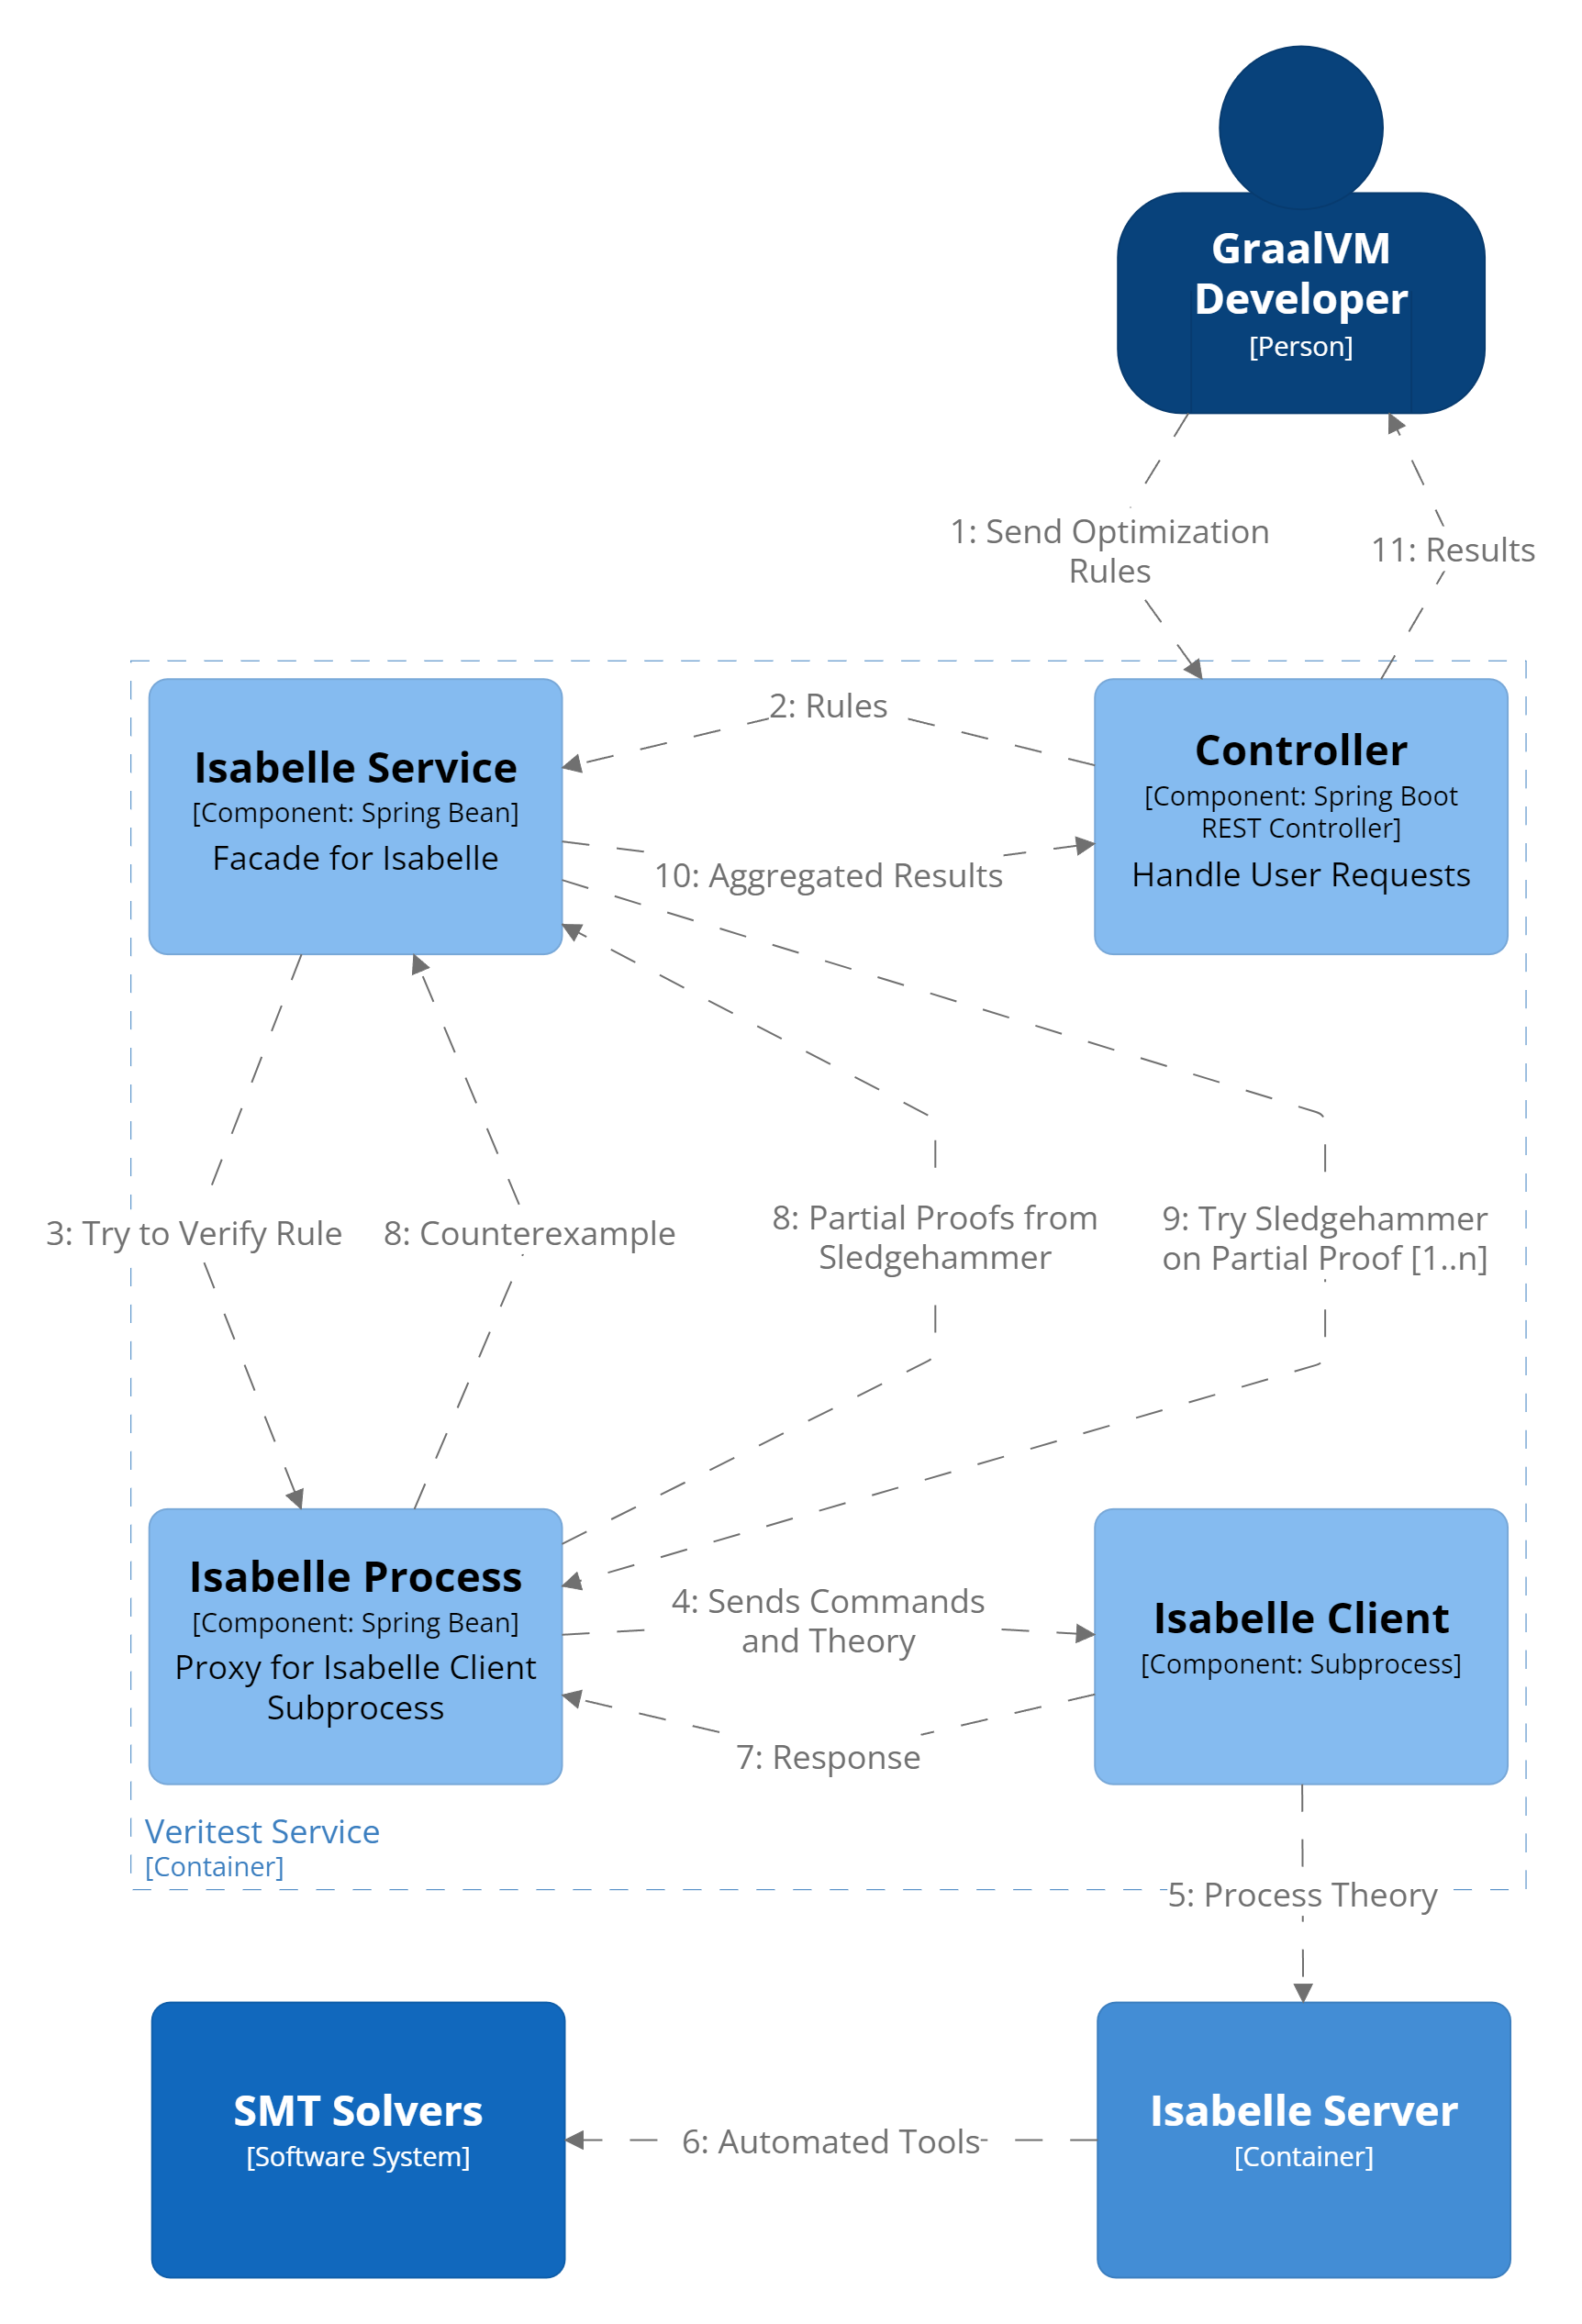 GraalVM
Developer
[Person]
1: Send Optimization
Rules
11: Results
2: Rules
Isabelle Service
[Component: Spring Bean]
Facade for Isabelle
Controller
[Component: Spring Boot
REST Controller]
Handle User Requests
10: Aggregated Results
3: Try to Verify Rule
8: Counterexample
8: Partial Proofs from
Sledgehammer
9: Try Sledgehammer
on Partial Proof [1..n]
Isabelle Process
[Component: Spring Bean]
Proxy for Isabelle Client
Subprocess
4: Sends Commands
and Theory
Isabelle Client
[Component: Subprocess]
7: Response
Veritest Service
[Container]
5: Process Theory
SMT Solvers
[Software System]
6: Automated Tools
Isabelle Server
[Container]